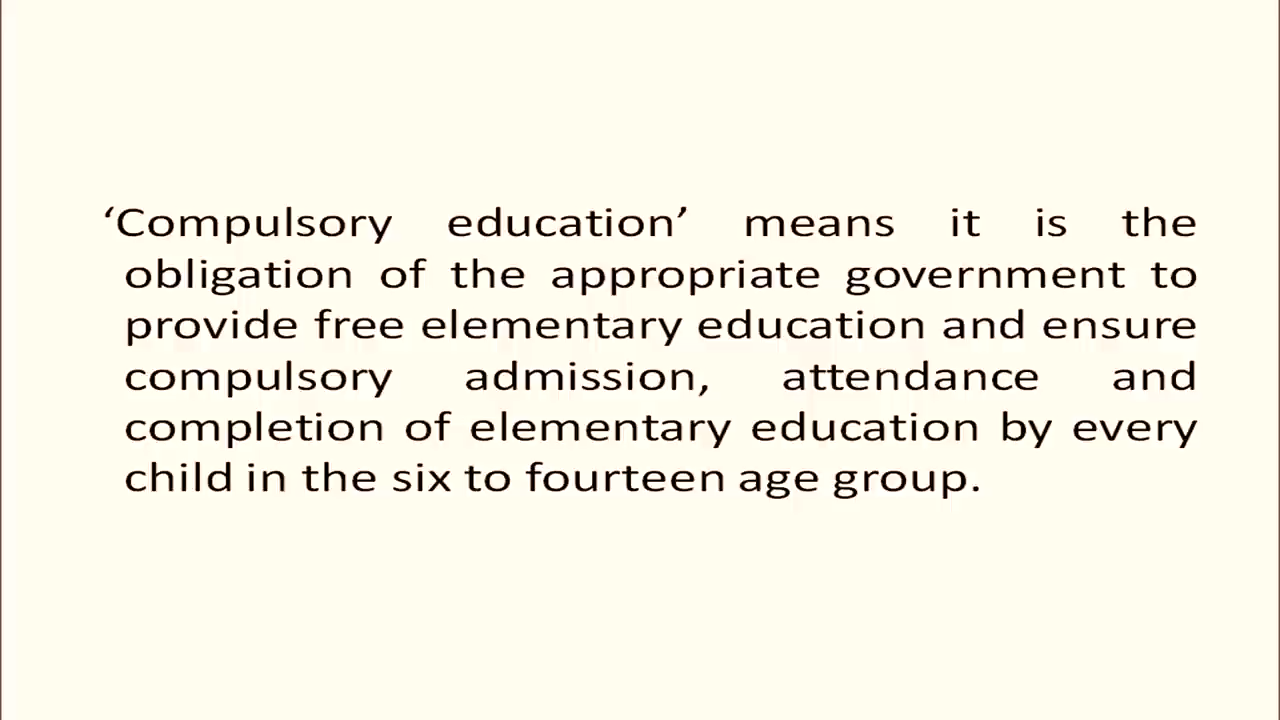 ‘Compulsory education’ means it is the
obligation of the appropriate government to
provide free elementary education and ensure
compulsory admission, attendance and
completion of elementary education by every
child in the six to fourteen age group.